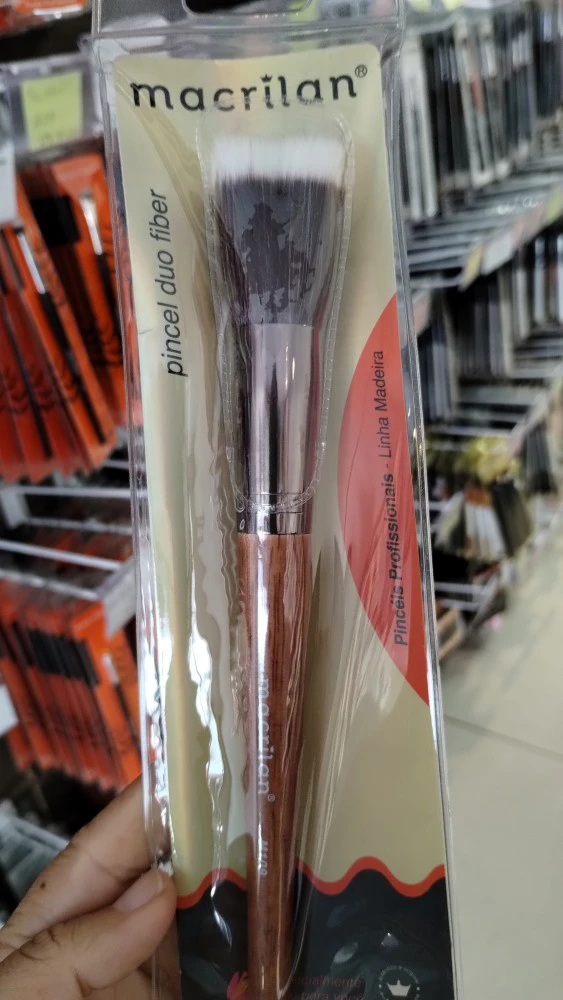 macrilan®
pincel duo fiber
Pincéis Profissionais - Linha Madeira
macrilan®